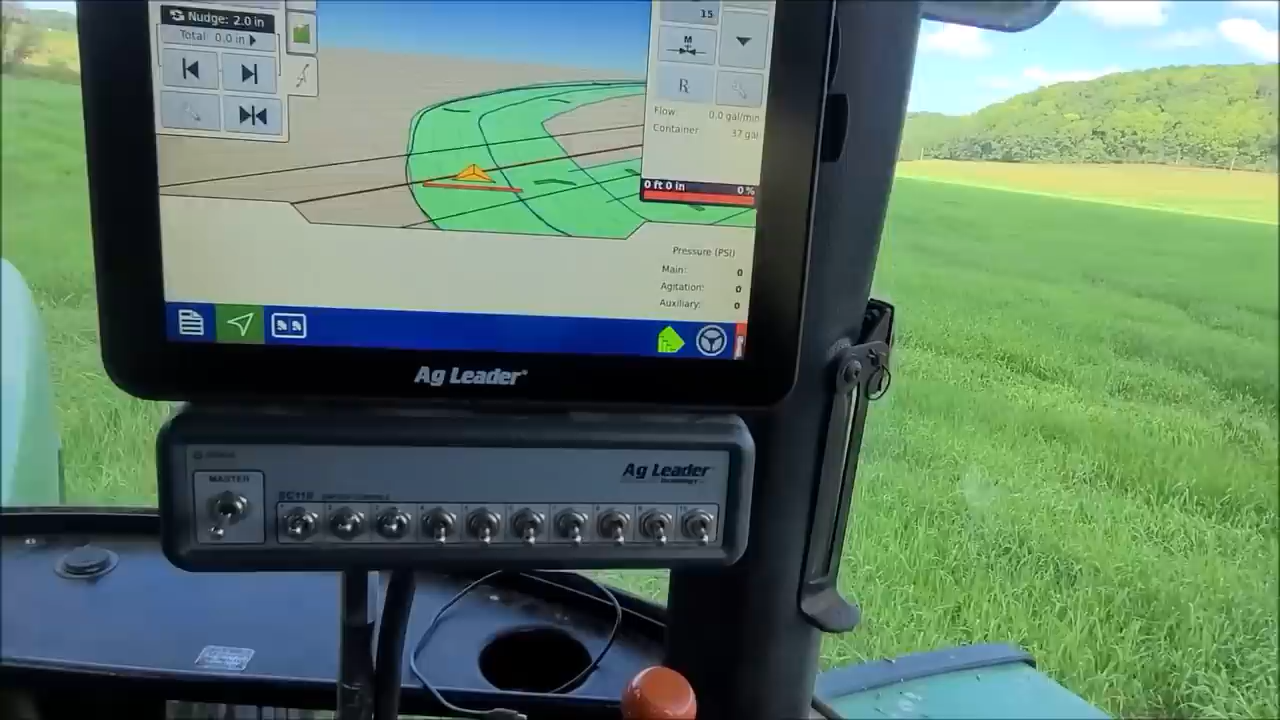 Nudge: 2.0 in
Total 0.0 in
15
M
R
Flow 0.0 gal/min
Container 37 gal
0 ft 0 in 0 %
Pressure (PSI)
Main: 0
Agitation: 0
Auxiliary: 0
Ag Leader
Ag Leader
MASTER